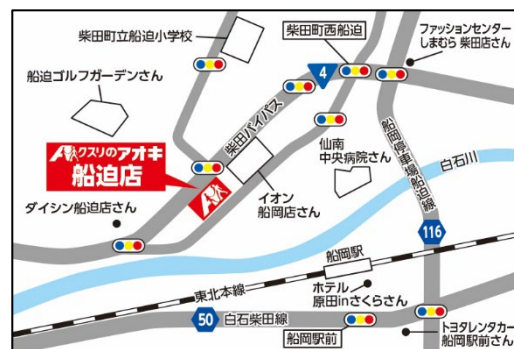 柴田町立船迫小学校
柴田町西船迫
ファッションセンター
しまむら 柴田店さん
4
船迫ゴルフガーデンさん
柴田バイパス
船岡停車場船迫線
仙南
中央病院さん
白石川
クスリのアオキ
船迫店
イオン
船岡店さん
ダイシン船迫店さん
116
船岡駅
東北本線
ホテル
原田inさくらさん
50
白石柴田線
船岡駅前
トヨタレンタカー
船岡駅前さん